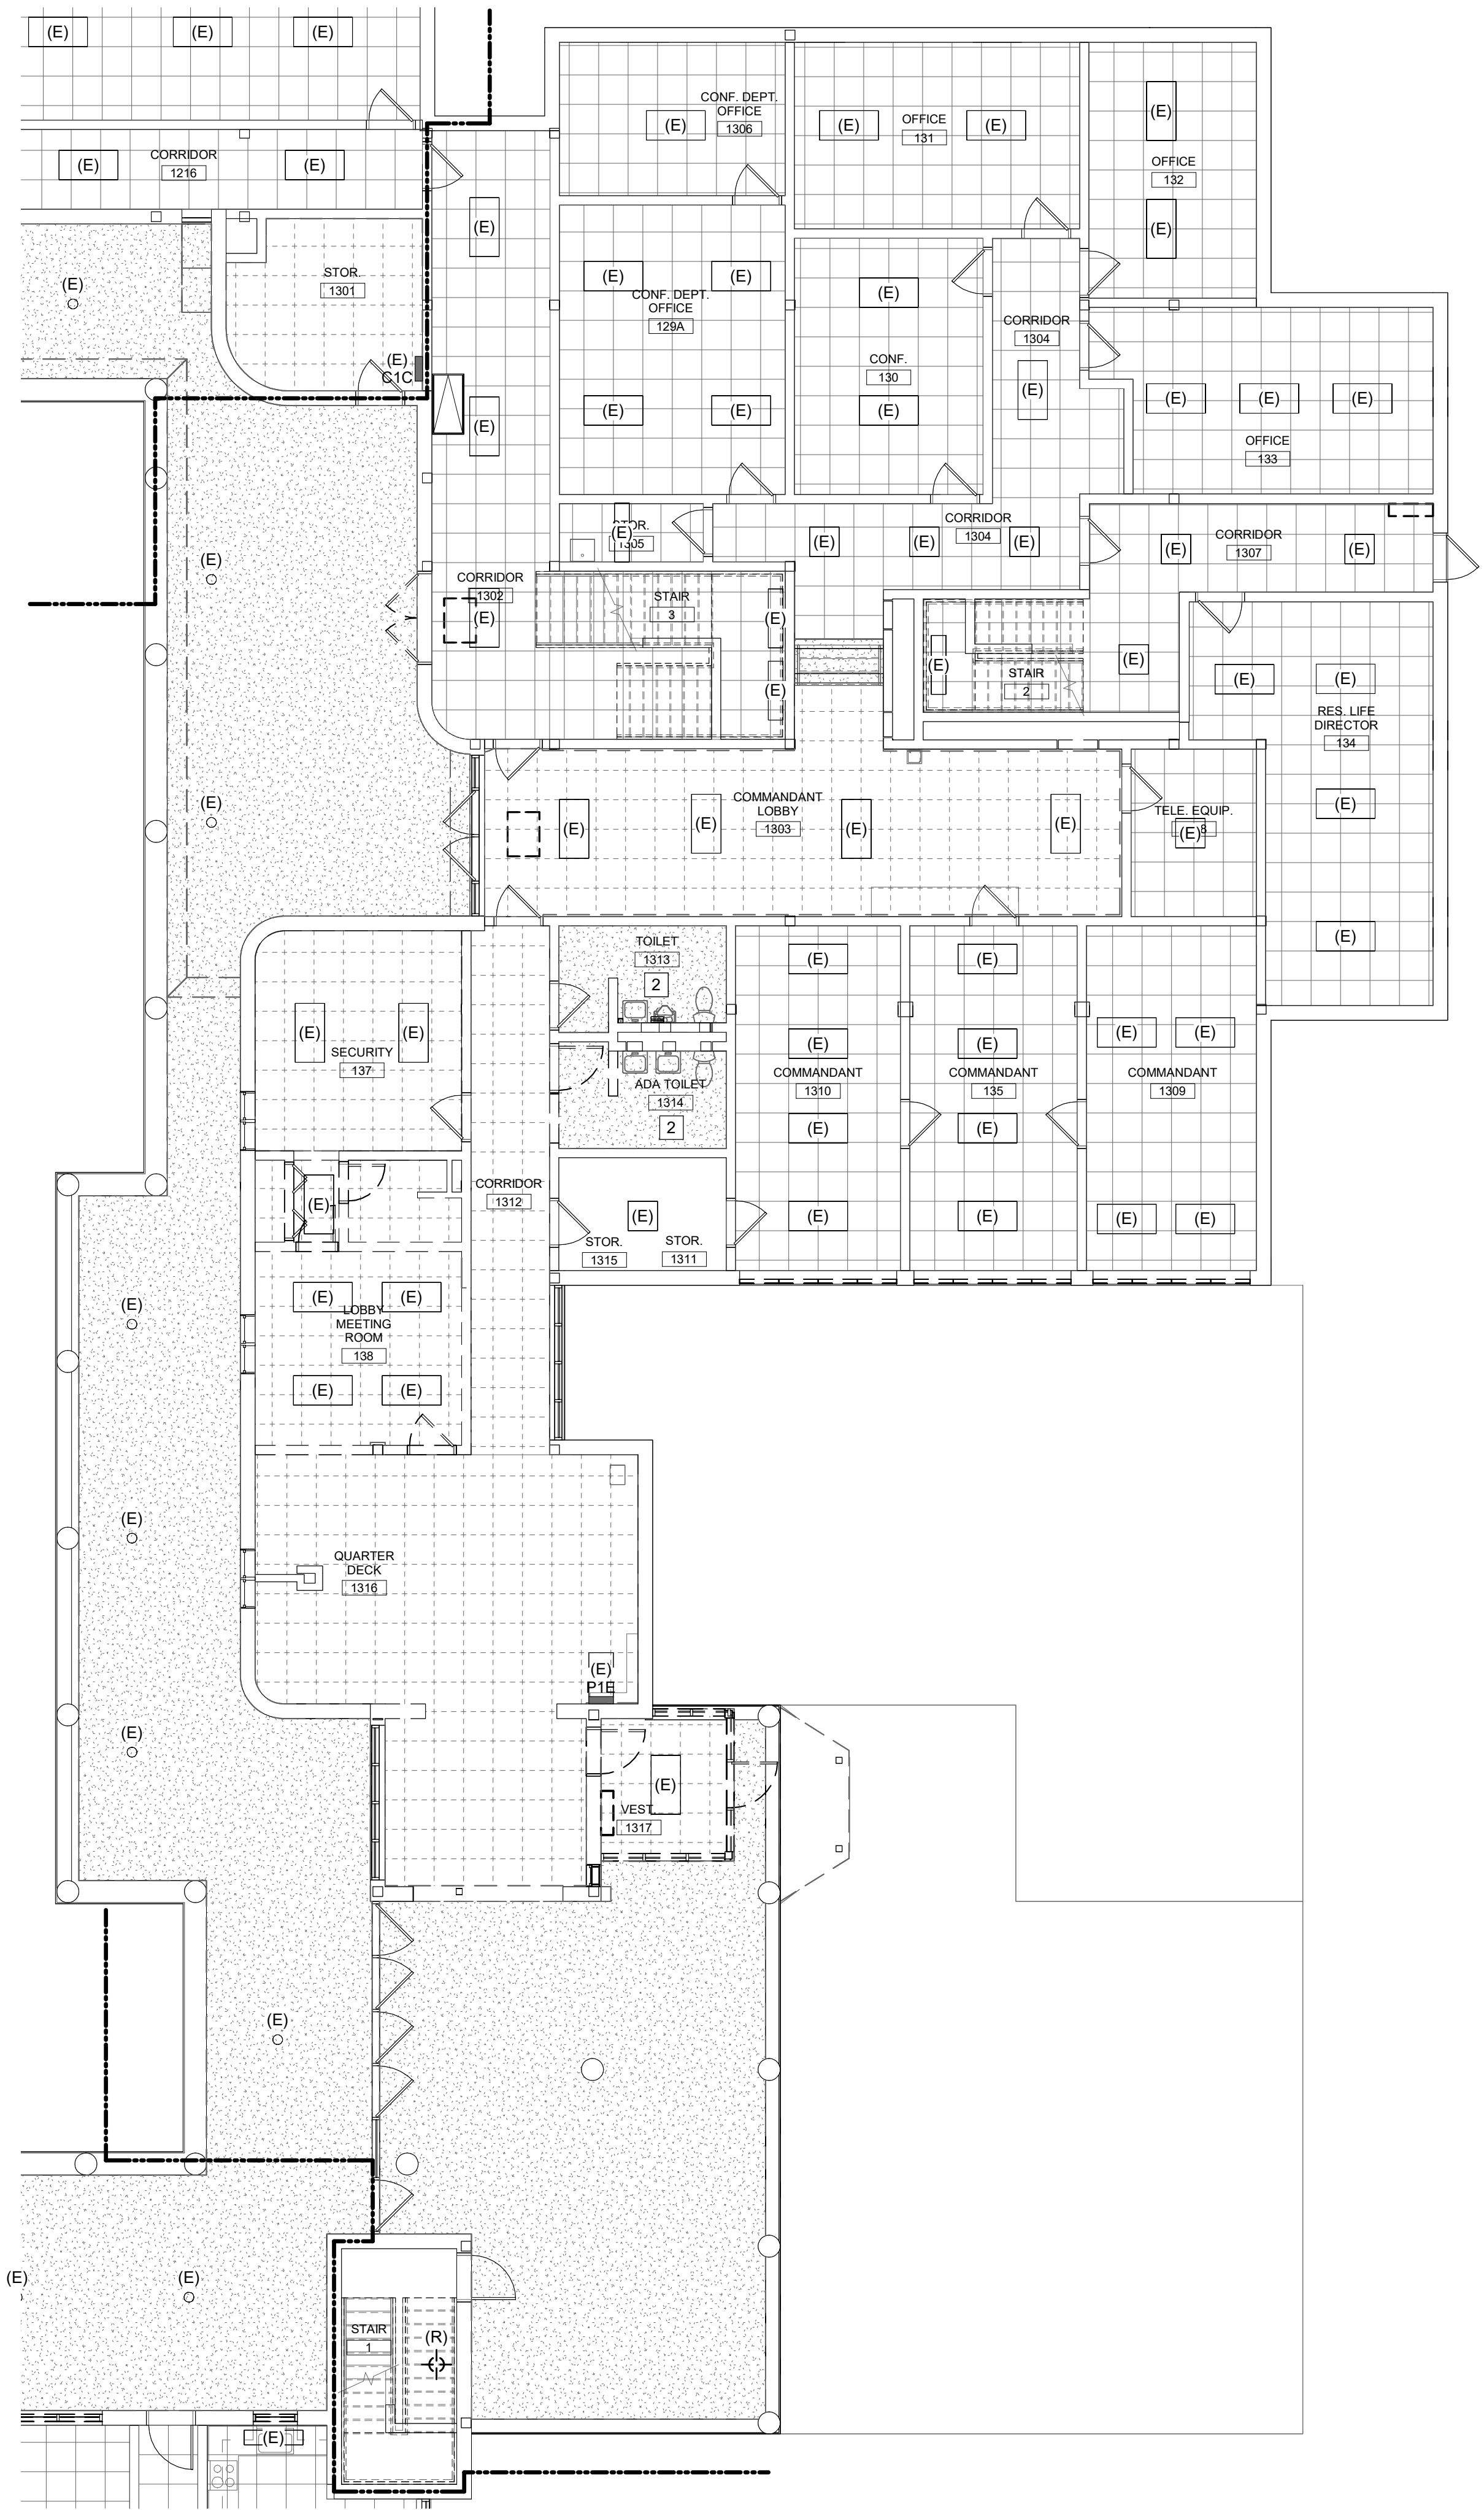 (E)
(E)
(E)
CONF. DEPT.
OFFICE
1306
(E)
(E)
OFFICE
131
(E)
(E)
OFFICE
132
(E)
(E)
CORRIDOR
1216
(E)
(E)
STOR.
1301
(E)
(E)
(E)
CONF. DEPT.
OFFICE
129A
(E)
(E)
(E)
CONF.
130
(E)
CORRIDOR
1304
(E)
(E)
C1C
(E)
(E)
(E)
(E)
OFFICE
133
(E)
STOR.
1305
(E)
(E)
(E)
CORRIDOR
1304
(E)
(E)
CORRIDOR
1307
(E)
(E)
CORRIDOR
1302
(E)
STAIR
3
(E)
(E)
(E)
STAIR
2
(E)
(E)
(E)
RES. LIFE
DIRECTOR
134
(E)
(E)
(E)
(E)
(E)
COMMANDANT
LOBBY
1303
(E)
(E)
TELE. EQUIP.
(E)
TOILET
1313
2
(E)
(E)
(E)
(E)
SECURITY
137
(E)
(E)
(E)
(E)
ADA TOILET
1314
2
COMMANDANT
1310
COMMANDANT
135
COMMANDANT
1309
(E)
(E)
(E)
CORRIDOR
1312
(E)
STOR.
1315
STOR.
1311
(E)
(E)
(E)
(E)
(E)
(E)
(E)
LOBBY
MEETING
ROOM
138
(E)
(E)
(E)
QUARTER
DECK
1316
(E)
P1E
(E)
(E)
VEST.
1317
(E)
(E)
(E)
STAIR
1
(R)
(E)